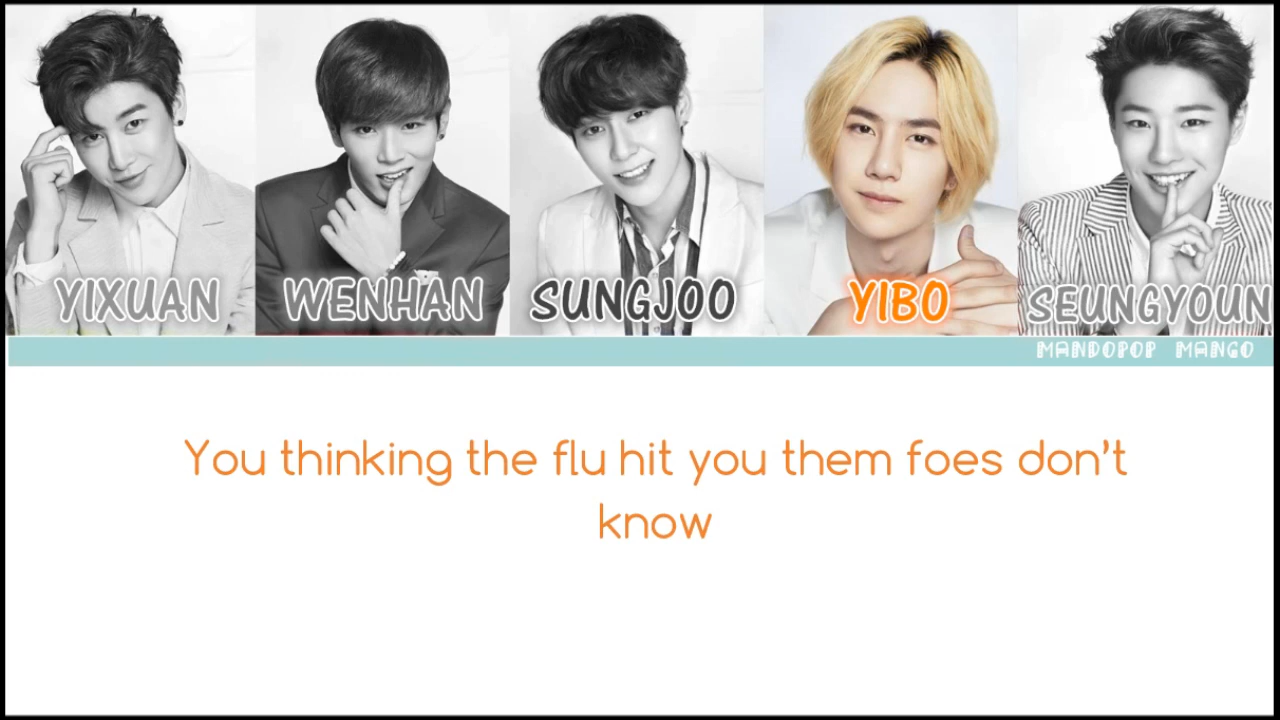 YIXUAN WENHAN SUNGJOO YIBO SEUNGYOUN
MANDOPOP MANGO
You thinking the flu hit you them foes don't
know